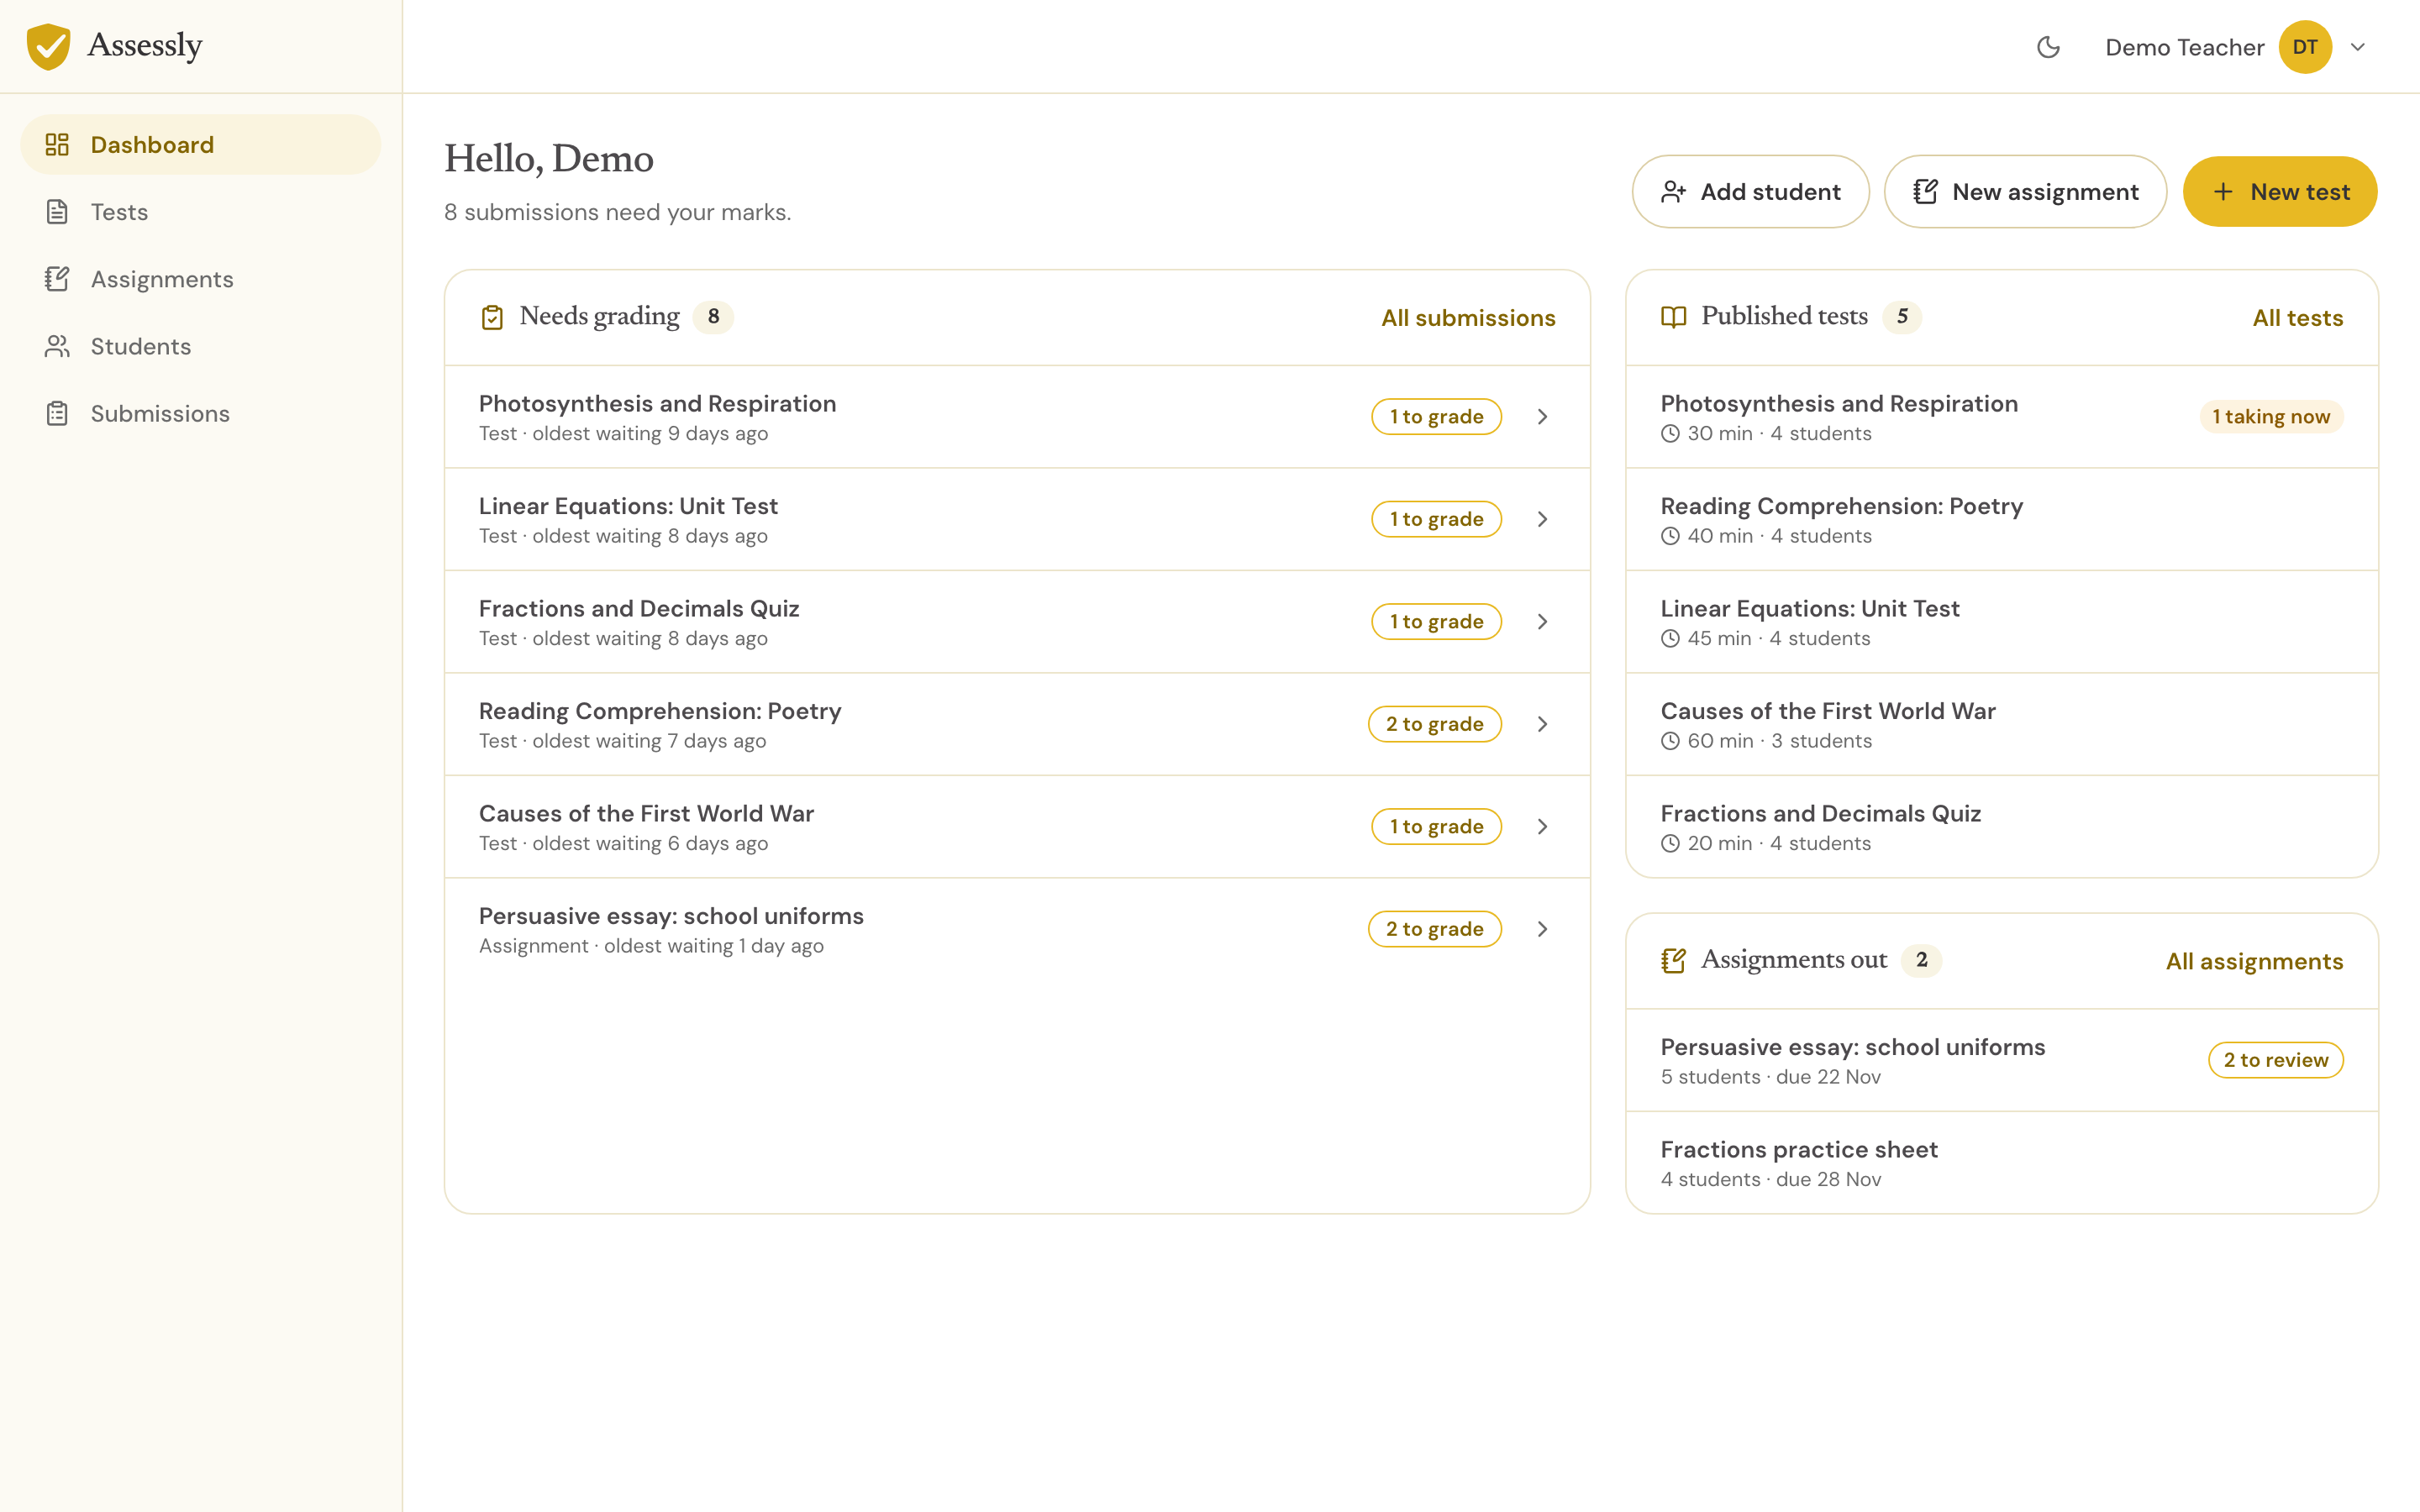 Assessly
Demo Teacher DT
Dashboard
Tests
Assignments
Students
Submissions
Hello, Demo
8 submissions need your marks.
Add student
New assignment
New test
Needs grading 8
All submissions
Photosynthesis and Respiration
Test · oldest waiting 9 days ago
1 to grade
Linear Equations: Unit Test
Test · oldest waiting 8 days ago
1 to grade
Fractions and Decimals Quiz
Test · oldest waiting 8 days ago
1 to grade
Reading Comprehension: Poetry
Test · oldest waiting 7 days ago
2 to grade
Causes of the First World War
Test · oldest waiting 6 days ago
1 to grade
Persuasive essay: school uniforms
Assignment · oldest waiting 1 day ago
2 to grade
Published tests 5
All tests
Photosynthesis and Respiration
30 min · 4 students
1 taking now
Reading Comprehension: Poetry
40 min · 4 students
Linear Equations: Unit Test
45 min · 4 students
Causes of the First World War
60 min · 3 students
Fractions and Decimals Quiz
20 min · 4 students
Assignments out 2
All assignments
Persuasive essay: school uniforms
5 students · due 22 Nov
2 to review
Fractions practice sheet
4 students · due 28 Nov